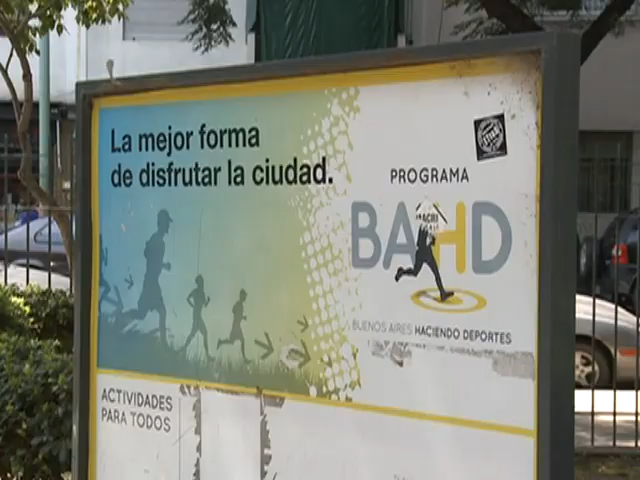 La mejor forma
de disfrutar la ciudad.
PROGRAMA
BAHD
BUENOS AIRES HACIENDO DEPORTES
ACTIVIDADES
PARA TODOS